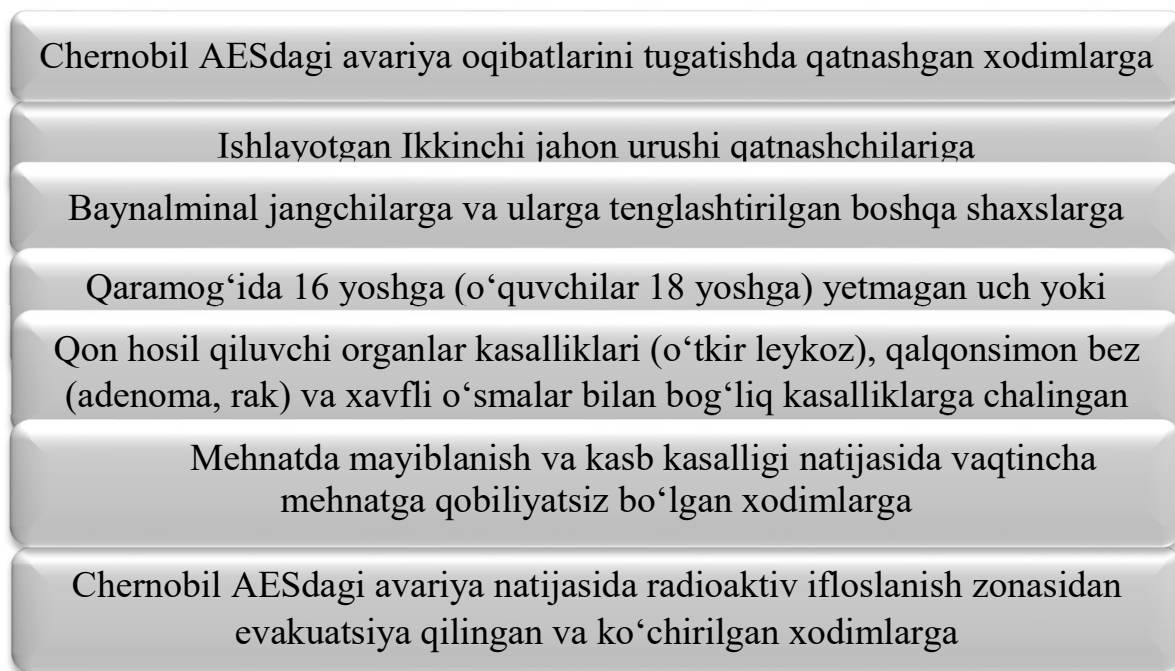 Chernobil AESdagi avariya oqibatlarini tugatishda qatnashgan xodimlarga
Ishlayotgan Ikkinchi jahon urushi qatnashchilariga
Baynalminal jangchilarga va ularga tenglashtirilgan boshqa shaxslarga
Qaramog‘ida 16 yoshga (o‘quvchilar 18 yoshga) yetmagan uch yoki
Qon hosil qiluvchi organlar kasalliklari (o‘tkir leykoz), qalqonsimon bez
(adenoma, rak) va xavfli o‘smalar bilan bog‘liq kasalliklarga chalingan
Mehnatda mayiblanish va kasb kasalligi natijasida vaqtincha
mehnatga qobiliyatsiz bo‘lgan xodimlarga
Chernobil AESdagi avariya natijasida radioaktiv ifloslanish zonasidan
evakuatsiya qilingan va ko‘chirilgan xodimlarga